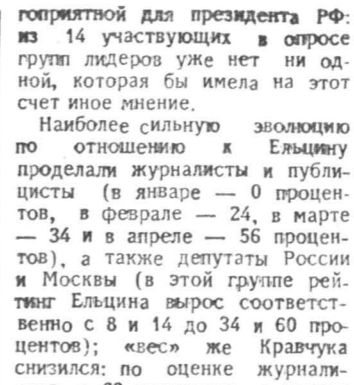 гоприятной для президента РФ:
из 14 участвующих в опросе
групп лидеров уже нет ни од-
ной, которая бы имела на этот
счет иное мнение.
Наиболее сильную эволюцию
по отношению к Ельцину
проделали журналисты и публи-
цисты (в январе — 0 процен-
тов, в феврале — 24, в марте
— 34 и в апреле — 56 процен-
тов), а также депутаты России
и Москвы (в этой группе рей-
тинг Ельцина вырос соответст-
венно с 8 и 14 до 34 и 60 про-
центов); «вес» же Кравчука
снизился: по оценке журнали-